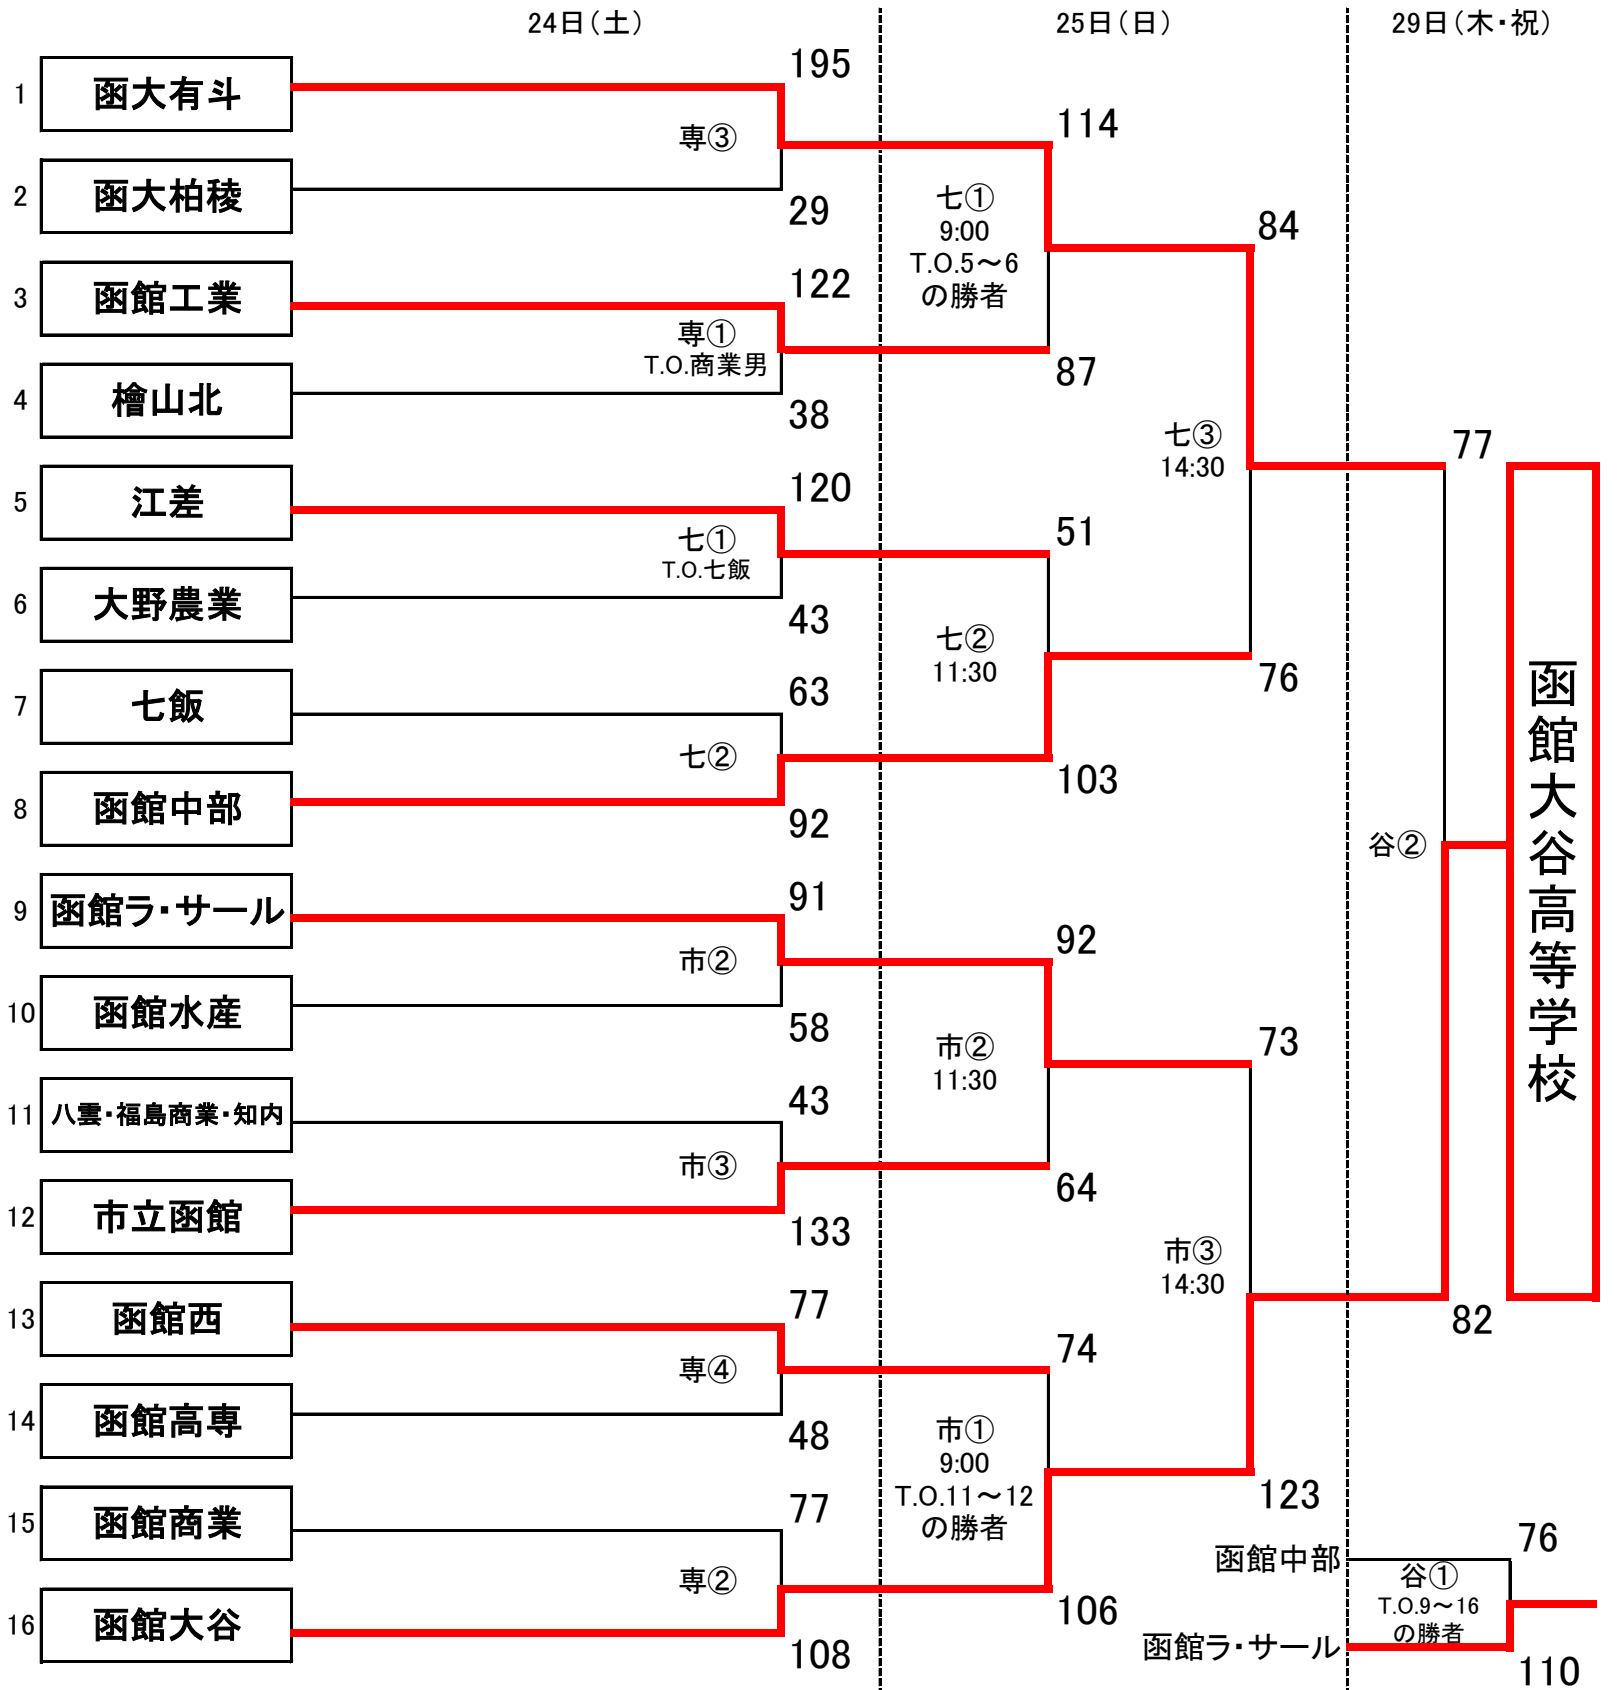 24日(土)
25日(日)
29日(木・祝)
1 函大有斗
195
専③
2 函大柏稜
29
3 函館工業
122
専①
T.O.商業男
4 檜山北
38
5 江差
120
七①
T.O.七飯
6 大野農業
43
7 七飯
63
七②
8 函館中部
92
9 函館ラ・サール
91
市②
10 函館水産
58
11 八雲・福島商業・知内
43
市③
12 市立函館
133
13 函館西
77
専④
14 函館高専
48
15 函館商業
77
専②
16 函館大谷
108
114
七①
9:00
T.O.5~6
の勝者
87
51
七②
11:30
103
92
市②
11:30
64
74
市①
9:00
T.O.11~12
の勝者
106
84
七③
14:30
76
73
市③
14:30
123
77
谷②
82
函館大谷高等学校
函館中部
76
谷①
T.O.9~16
の勝者
函館ラ・サール
110